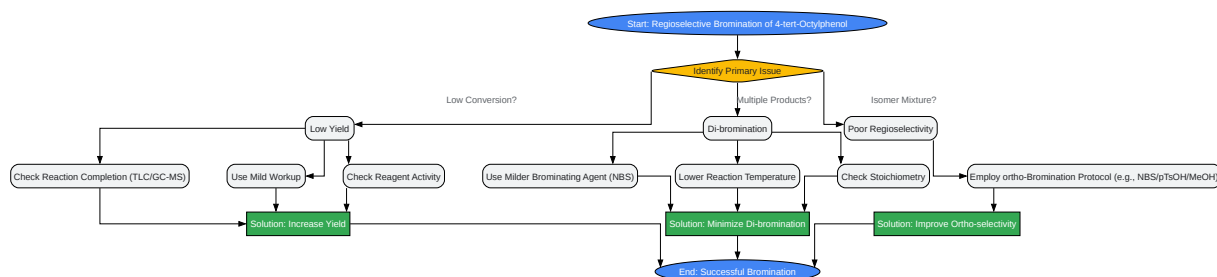 Start: Regioselective Bromination of 4-tert-Octylphenol
Identify Primary Issue
Low Conversion?
Multiple Products?
Isomer Mixture?
Low Yield
Di-bromination
Poor Regioselectivity
Check Reaction Completion (TLC/GC-MS)
Use Mild Workup
Check Reagent Activity
Use Milder Brominating Agent (NBS)
Lower Reaction Temperature
Check Stoichiometry
Employ ortho-Bromination Protocol (e.g., NBS/pTsOH/MeOH)
Solution: Increase Yield
Solution: Minimize Di-bromination
Solution: Improve Ortho-selectivity
End: Successful Bromination